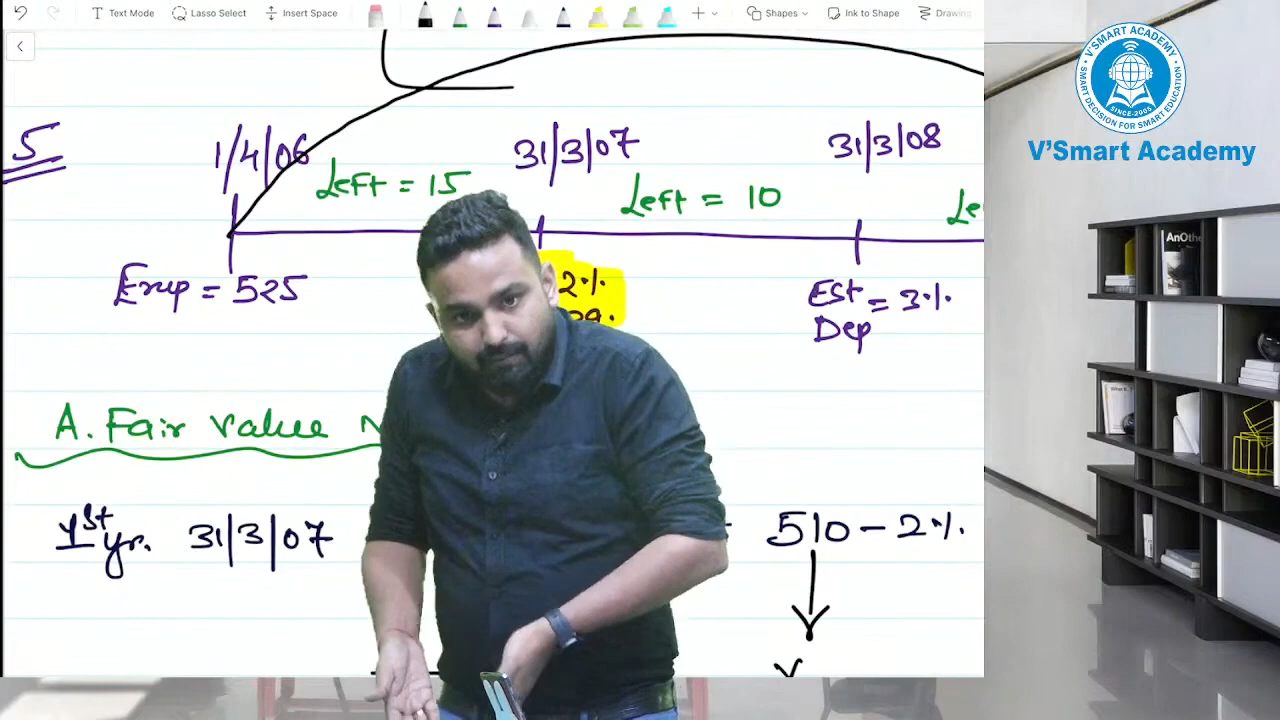 Text Mode
Lasso Select
Insert Space
Shapes
Ink to Shape
Drawing
V'SMART ACADEMY
SMART DECISION FOR SMART EDUCATION
SINCE-2005
V'Smart Academy
5
1/4/06
31/3/07
31/3/08
Left = 15
Left = 10
Emp = 525
2%
Est
Dep = 3%
A. Fair Value
1st yr. 31/3/07
510 - 2%